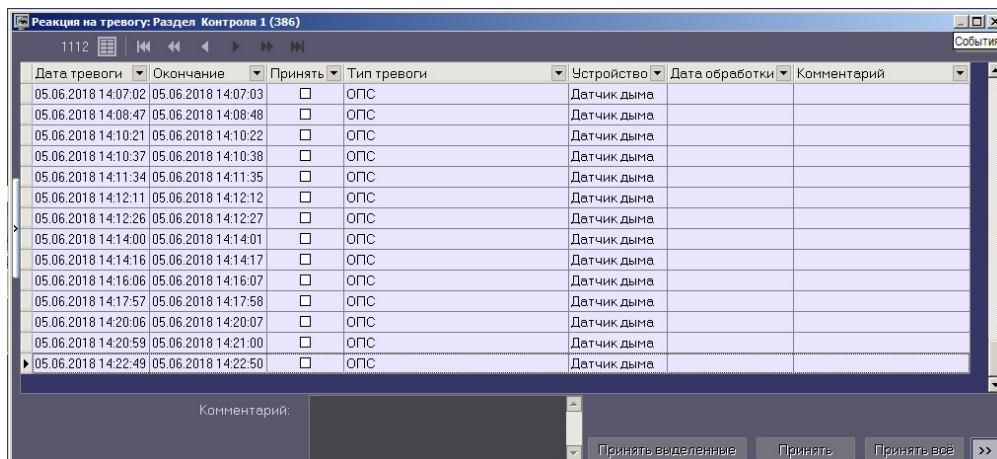 Реакция на тревогу: Раздел Контроля 1 (386)
События
1112
Дата тревоги Окончание Принять Тип тревоги Устройство Дата обработки Комментарий
05.06.2018 14:07:02 05.06.2018 14:07:03 ОПС Датчик дыма
05.06.2018 14:08:47 05.06.2018 14:08:48 ОПС Датчик дыма
05.06.2018 14:10:21 05.06.2018 14:10:22 ОПС Датчик дыма
05.06.2018 14:10:37 05.06.2018 14:10:38 ОПС Датчик дыма
05.06.2018 14:11:34 05.06.2018 14:11:35 ОПС Датчик дыма
05.06.2018 14:12:11 05.06.2018 14:12:12 ОПС Датчик дыма
05.06.2018 14:12:26 05.06.2018 14:12:27 ОПС Датчик дыма
05.06.2018 14:14:00 05.06.2018 14:14:01 ОПС Датчик дыма
05.06.2018 14:14:16 05.06.2018 14:14:17 ОПС Датчик дыма
05.06.2018 14:16:06 05.06.2018 14:16:07 ОПС Датчик дыма
05.06.2018 14:17:57 05.06.2018 14:17:58 ОПС Датчик дыма
05.06.2018 14:20:06 05.06.2018 14:20:07 ОПС Датчик дыма
05.06.2018 14:20:59 05.06.2018 14:21:00 ОПС Датчик дыма
05.06.2018 14:22:49 05.06.2018 14:22:50 ОПС Датчик дыма
Комментарий:
Принять выделенные Принять Принять всё >>